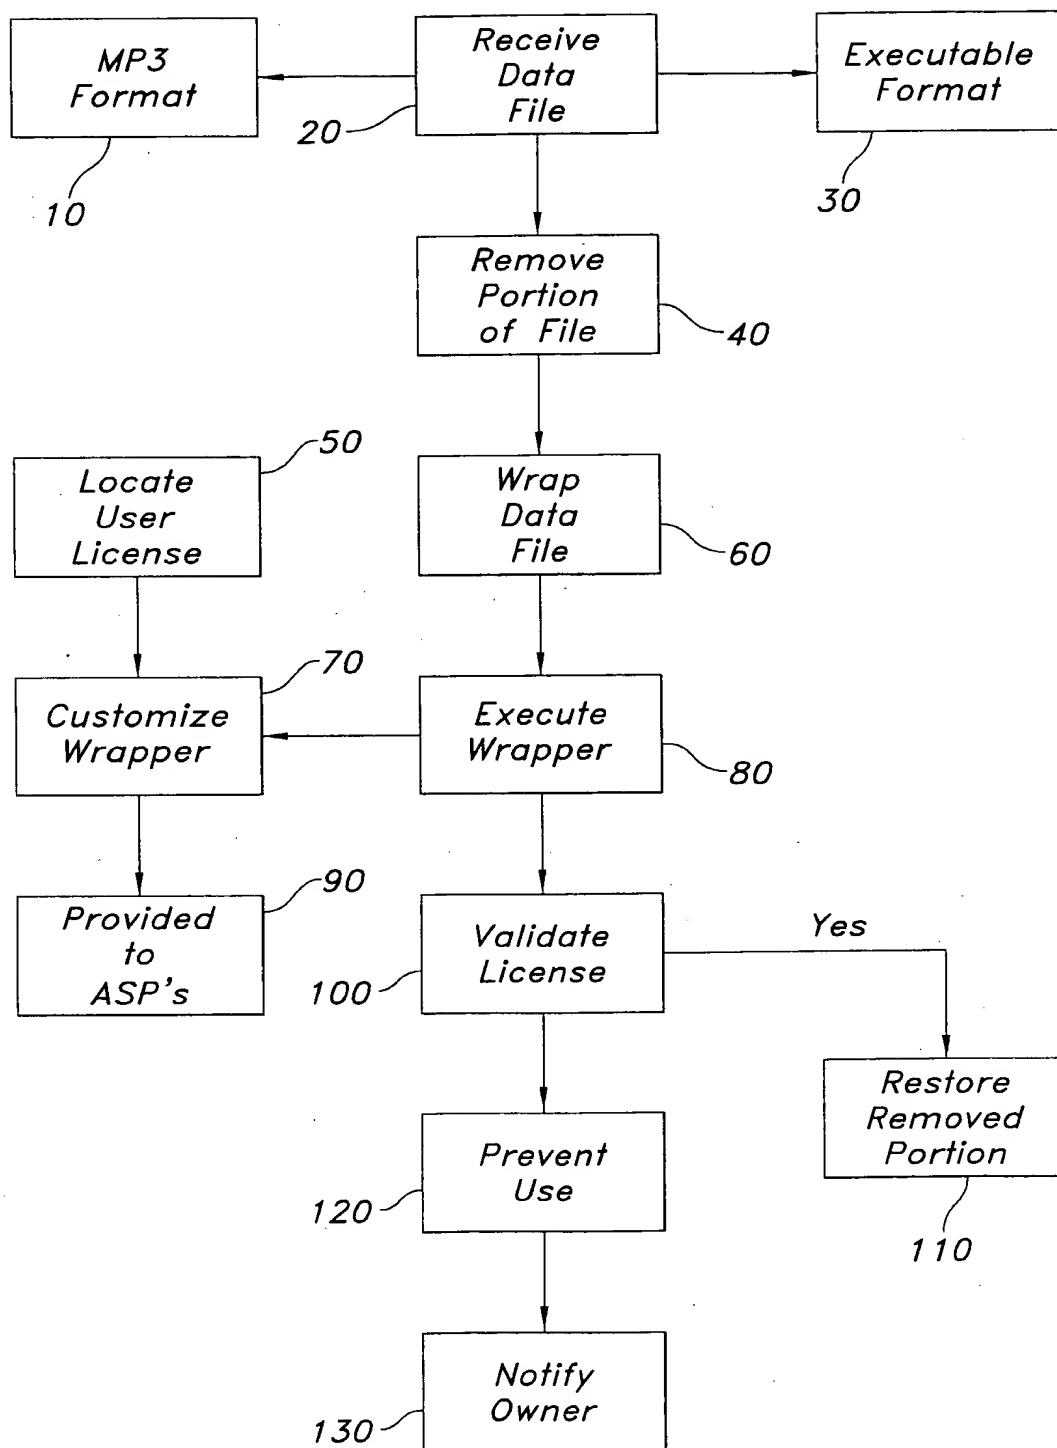 MP3
Format
10
Receive
Data
File
20
Executable
Format
30
Remove
Portion
of File
40
Locate
User
License
50
Wrap
Data
File
60
Customize
Wrapper
70
Execute
Wrapper
80
Provided
to
ASP's
90
Validate
License
100
Yes
Restore
Removed
Portion
110
Prevent
Use
120
Notify
Owner
130